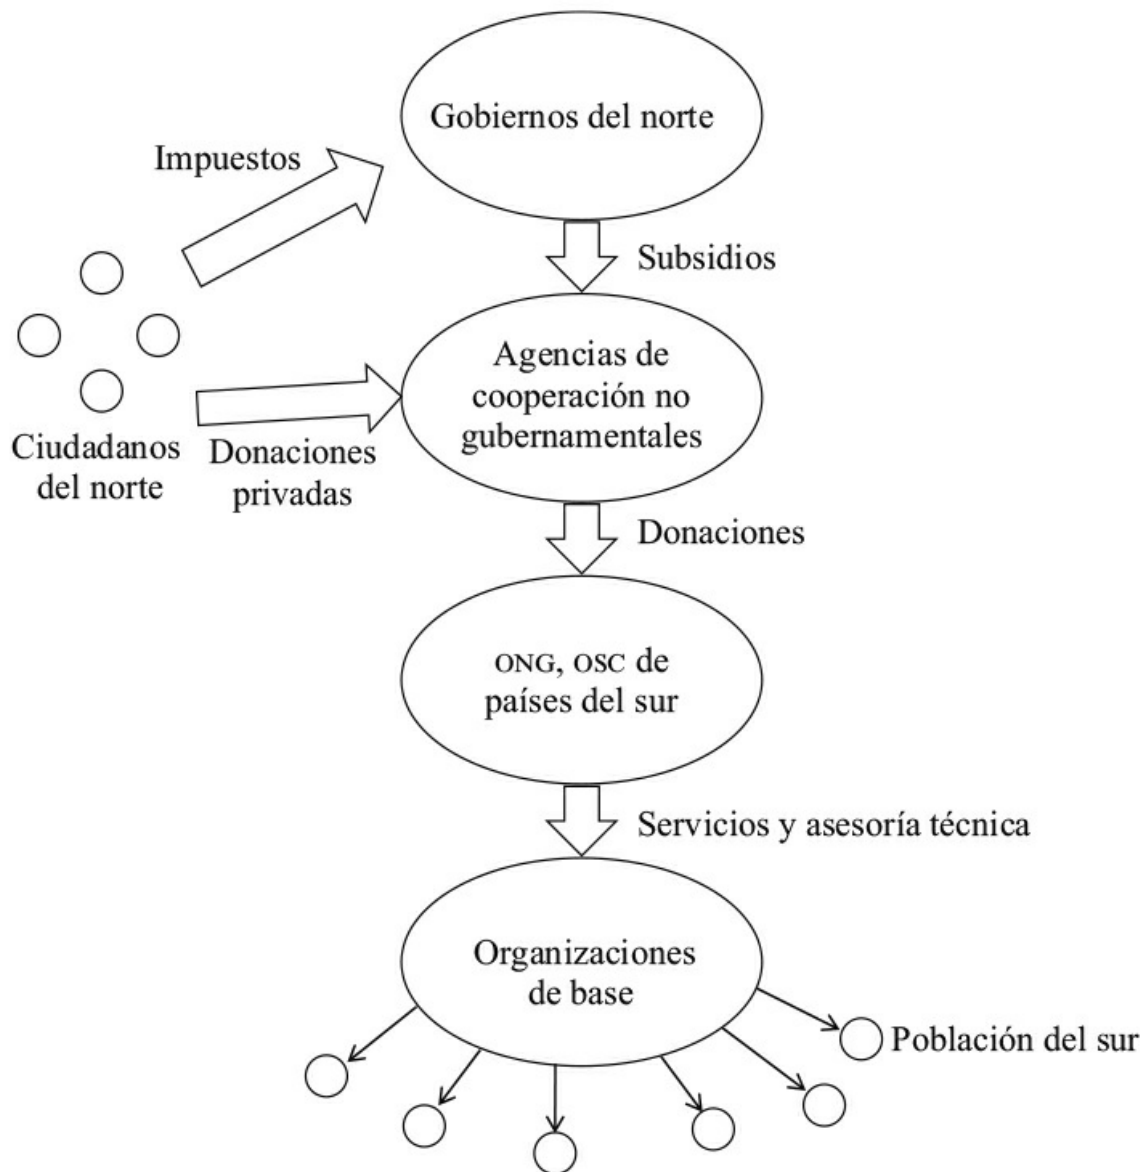 Gobiernos del norte
Impuestos
Subsidios
Agencias de
cooperación no
gubernamentales
Ciudadanos
del norte
Donaciones
privadas
Donaciones
ONG, OSC de
países del sur
Servicios y asesoría técnica
Organizaciones
de base
Población del sur